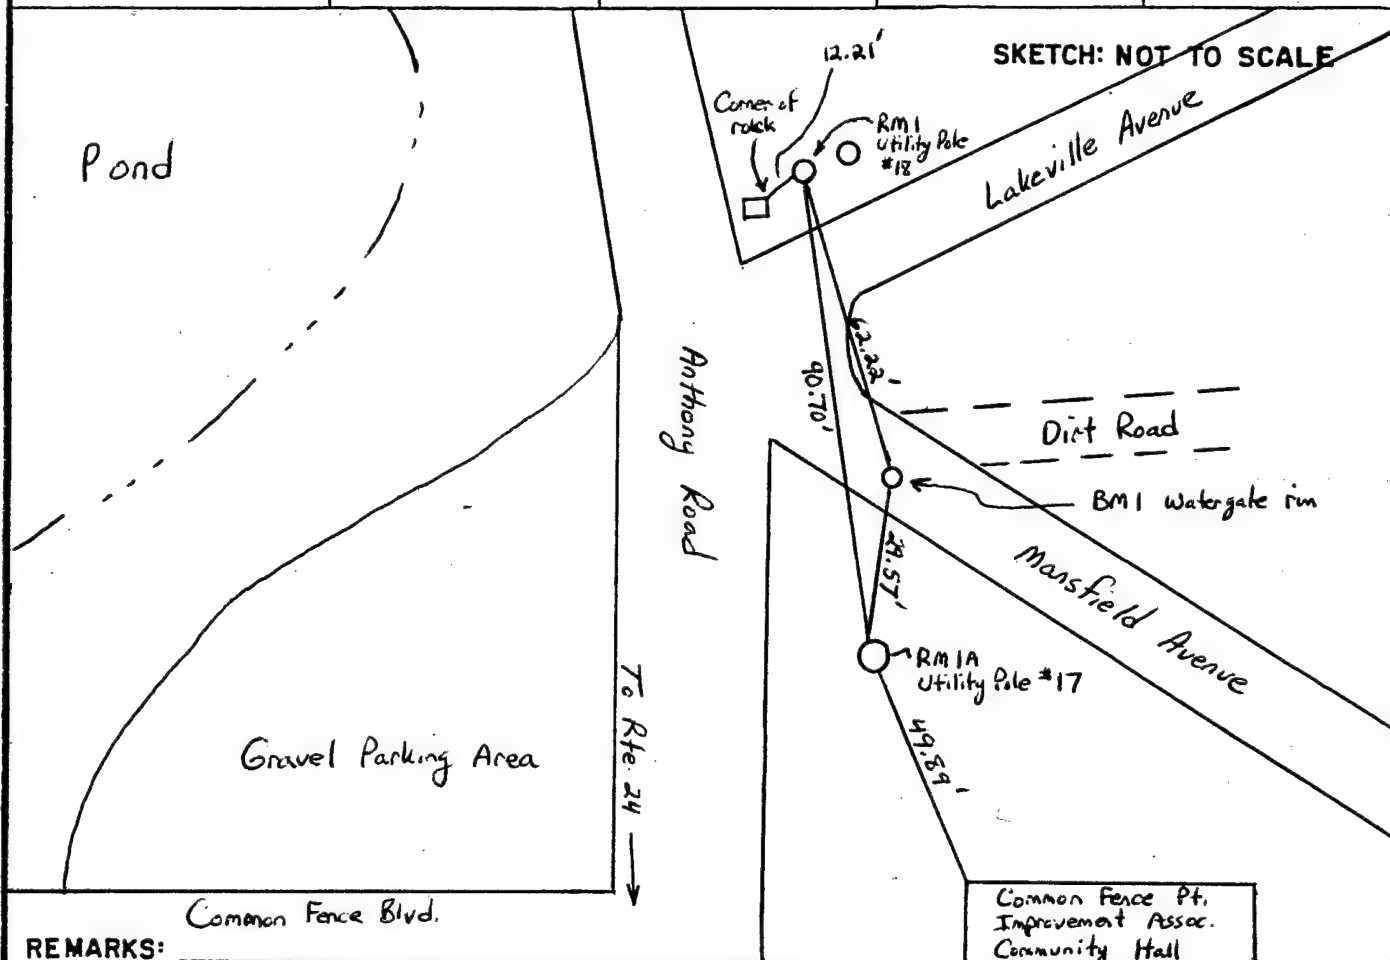 SKETCH: NOT TO SCALE
12.21'
Corner of
rock
RM1
Utility Pole
#18
Lakeville Avenue
Pond
62.22'
90.70'
Anthony Road
Dirt Road
BM1 Watergate rim
29.57'
Mansfield Avenue
RM1A
Utility Pole #17
To Rte. 24
49.89'
Gravel Parking Area
Common Fence Blvd.
Common Fence Pt.
Improvement Assoc.
Community Hall
REMARKS: